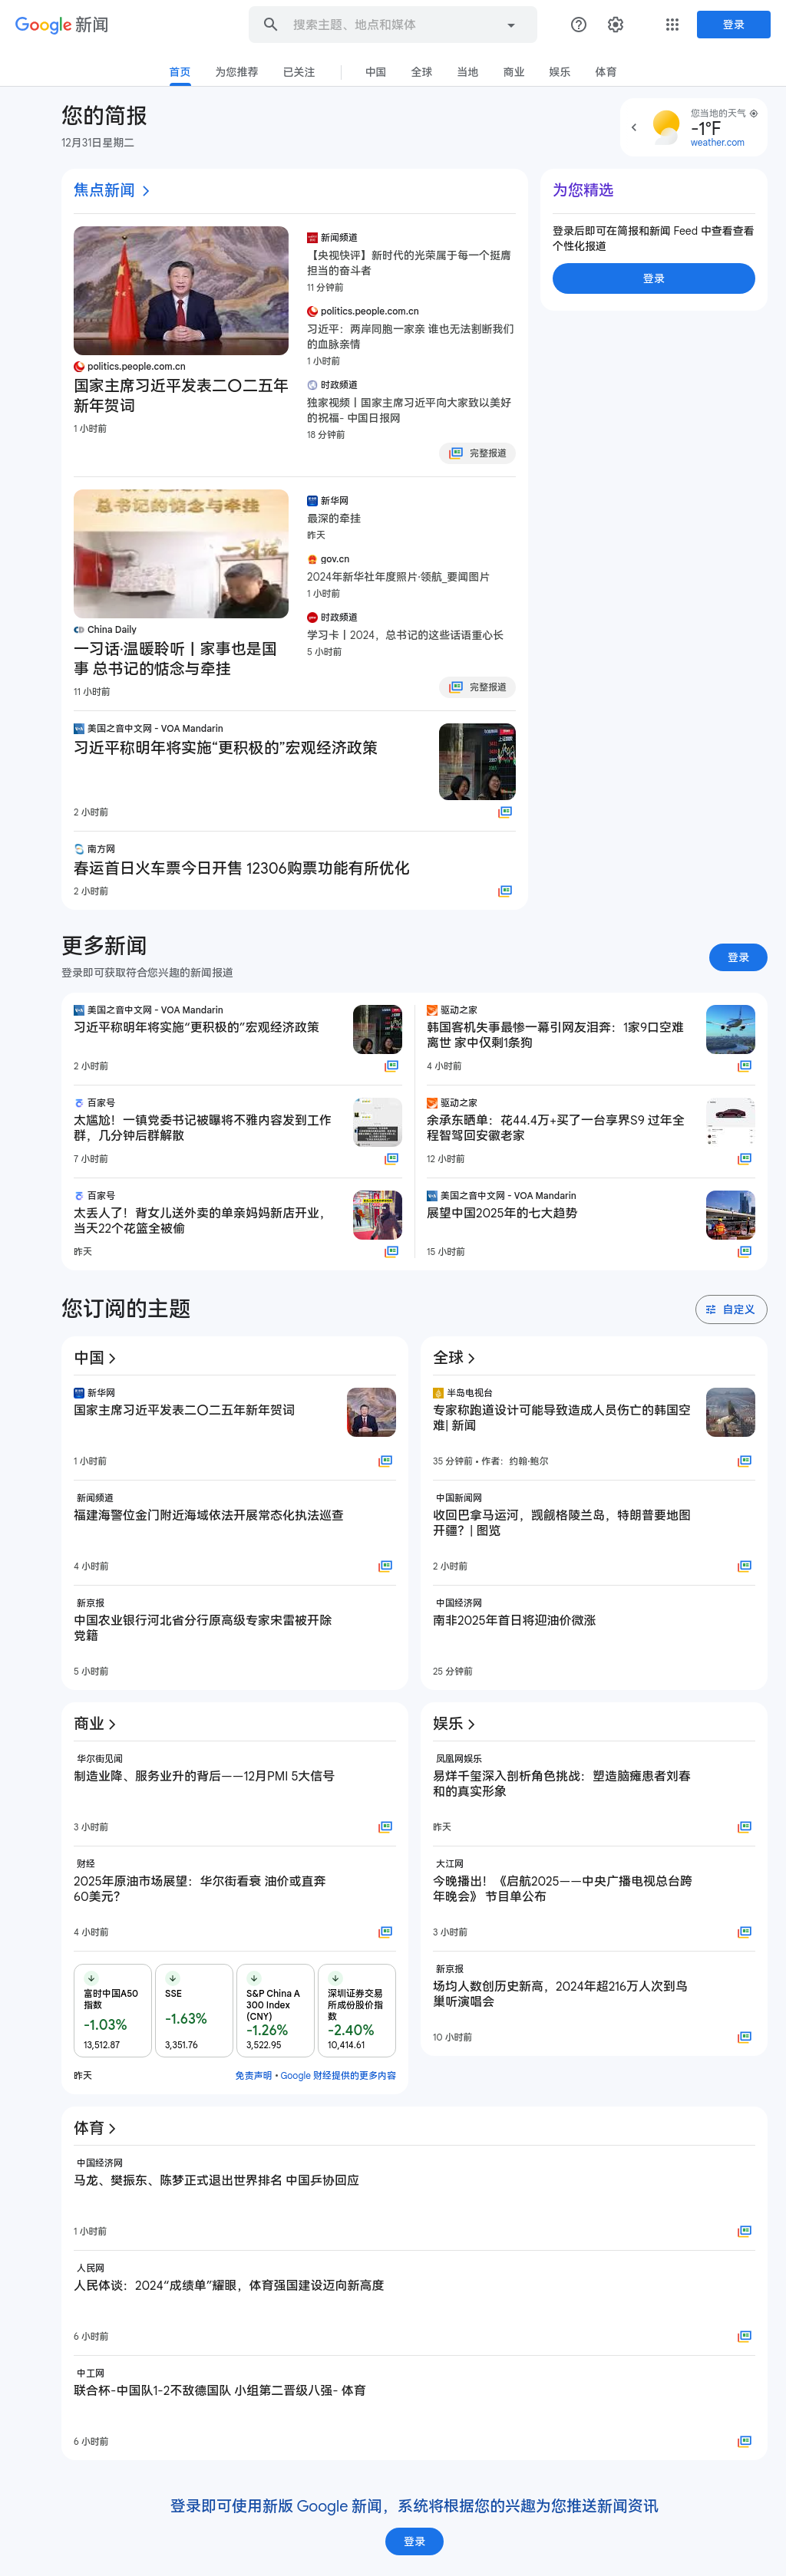 Google 新闻
搜索主题、地点和媒体
登录
首页
为您推荐
已关注
中国
全球
当地
商业
娱乐
体育
您的简报
12月31日星期二
您当地的天气
-1°F
weather.com
焦点新闻
politics.people.com.cn
国家主席习近平发表二〇二五年
新年贺词
1 小时前
新闻频道
【央视快评】新时代的光荣属于每一个挺膺
担当的奋斗者
11 分钟前
politics.people.com.cn
习近平：两岸同胞一家亲 谁也无法割断我们
的血脉亲情
1 小时前
时政频道
独家视频丨国家主席习近平向大家致以美好
的祝福- 中国日报网
18 分钟前
完整报道
总书记的惦念与牵挂
一习话
China Daily
一习话·温暖聆听丨家事也是国
事 总书记的惦念与牵挂
11 小时前
新华网
最深的牵挂
昨天
gov.cn
2024年新华社年度照片·领航_要闻图片
1 小时前
时政频道
学习卡丨2024，总书记的这些话语重心长
5 小时前
完整报道
美国之音中文网 - VOA Mandarin
习近平称明年将实施“更积极的”宏观经济政策
2 小时前
南方网
春运首日火车票今日开售 12306购票功能有所优化
2 小时前
为您精选
登录后即可在简报和新闻 Feed 中查看查看
个性化报道
登录
更多新闻
登录即可获取符合您兴趣的新闻报道
登录
美国之音中文网 - VOA Mandarin
习近平称明年将实施“更积极的”宏观经济政策
2 小时前
百家号
太尴尬！一镇党委书记被曝将不雅内容发到工作
群，几分钟后群解散
7 小时前
百家号
太丢人了！背女儿送外卖的单亲妈妈新店开业，
当天22个花篮全被偷
昨天
驱动之家
韩国客机失事最惨一幕引网友泪奔：1家9口空难
离世 家中仅剩1条狗
4 小时前
驱动之家
余承东晒单：花44.4万+买了一台享界S9 过年全
程智驾回安徽老家
12 小时前
美国之音中文网 - VOA Mandarin
展望中国2025年的七大趋势
15 小时前
您订阅的主题
自定义
中国
新华网
国家主席习近平发表二〇二五年新年贺词
1 小时前
新闻频道
福建海警位金门附近海域依法开展常态化执法巡查
4 小时前
新京报
中国农业银行河北省分行原高级专家宋雷被开除
党籍
5 小时前
全球
半岛电视台
专家称跑道设计可能导致造成人员伤亡的韩国空
难| 新闻
35 分钟前 • 作者：约翰·鲍尔
中国新闻网
收回巴拿马运河，觊觎格陵兰岛，特朗普要地图
开疆？| 图览
2 小时前
中国经济网
南非2025年首日将迎油价微涨
25 分钟前
商业
华尔街见闻
制造业降、服务业升的背后——12月PMI 5大信号
3 小时前
财经
2025年原油市场展望：华尔街看衰 油价或直奔
60美元？
4 小时前
富时中国A50
指数
-1.03%
13,512.87
SSE
-1.63%
3,351.76
S&P China A
300 Index
(CNY)
-1.26%
3,522.95
深圳证券交易
所成份股价指
数
-2.40%
10,414.61
昨天
免责声明 • Google 财经提供的更多内容
娱乐
凤凰网娱乐
易烊千玺深入剖析角色挑战：塑造脑瘫患者刘春
和的真实形象
昨天
大江网
今晚播出！《启航2025——中央广播电视总台跨
年晚会》 节目单公布
3 小时前
新京报
场均人数创历史新高，2024年超216万人次到鸟
巢听演唱会
10 小时前
体育
中国经济网
马龙、樊振东、陈梦正式退出世界排名 中国乒协回应
1 小时前
人民网
人民体谈：2024“成绩单”耀眼，体育强国建设迈向新高度
6 小时前
中工网
联合杯-中国队1-2不敌德国队 小组第二晋级八强- 体育
6 小时前
登录即可使用新版 Google 新闻，系统将根据您的兴趣为您推送新闻资讯
登录